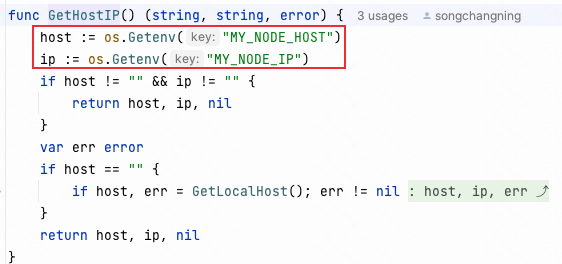 func GetHostIP() (string, string, error) { 3 usages songchangning
host := os.Getenv( key: "MY_NODE_HOST")
ip := os.Getenv( key: "MY_NODE_IP")
if host != "" && ip != "" {
return host, ip, nil
}
var err error
if host == "" {
if host, err = GetLocalHost(); err != nil : host, ip, err ⤴
}
return host, ip, nil
}